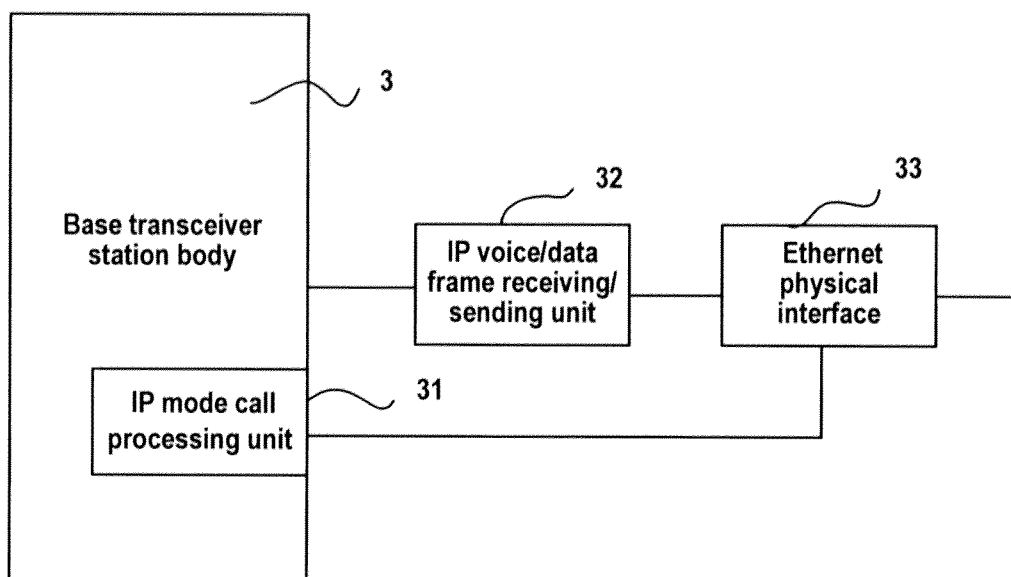 3
32
33
Base transceiver
station body
IP voice/data
frame receiving/
sending unit
Ethernet
physical
interface
31
IP mode call
processing unit